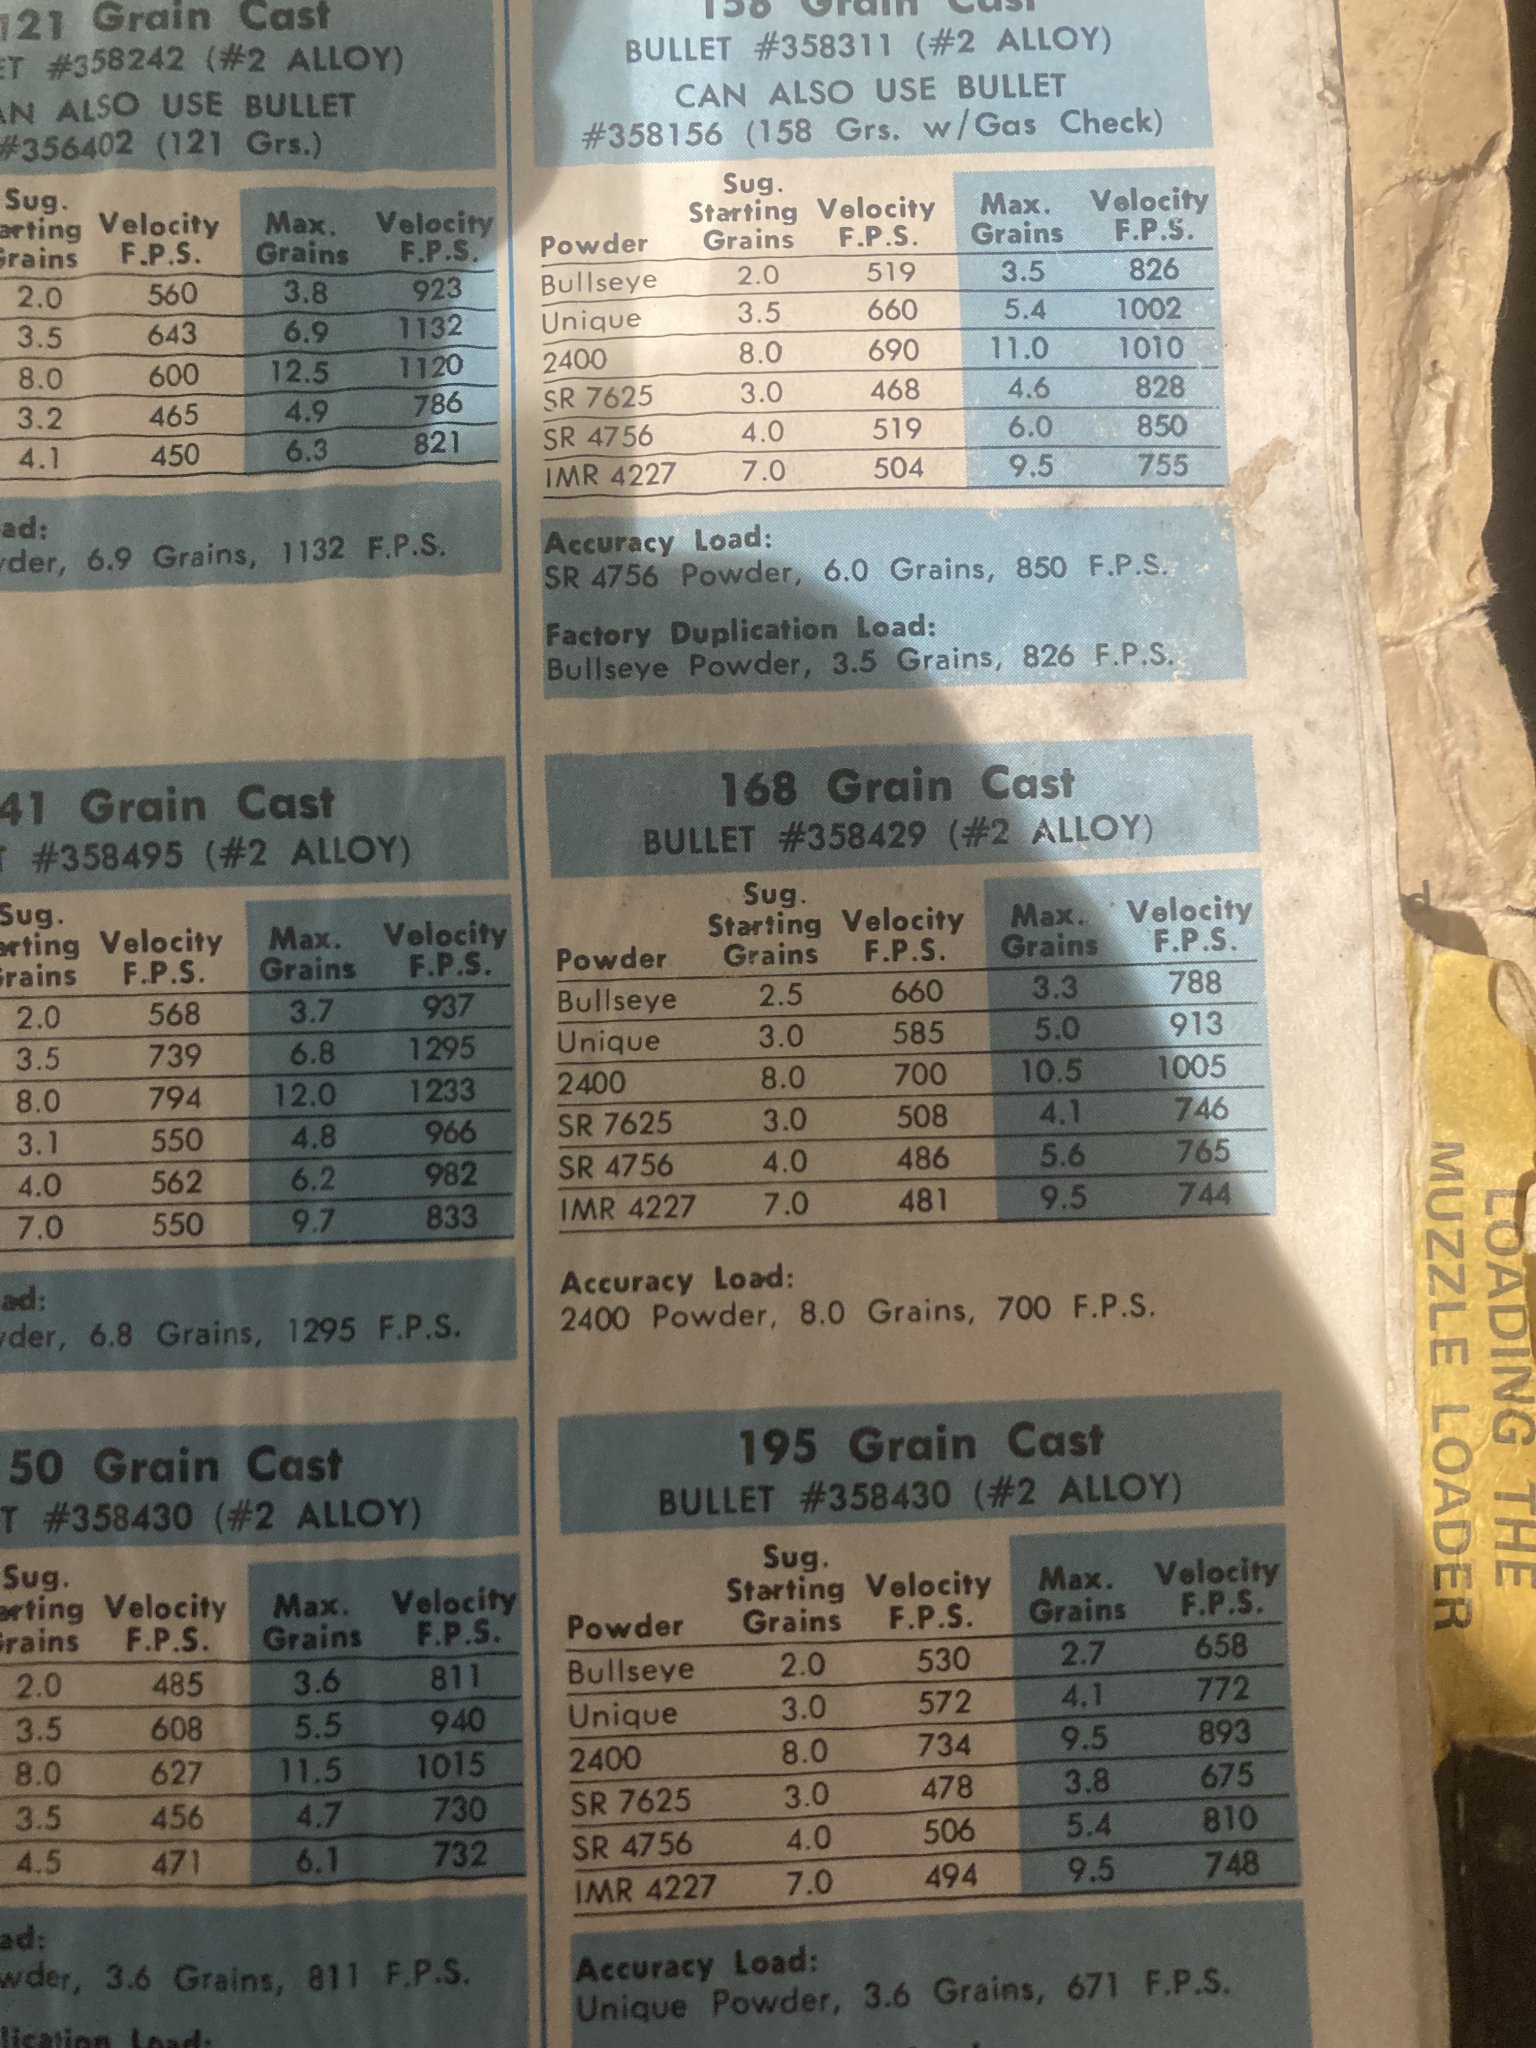 121 Grain Cast
#358242 (#2 ALLOY)
ALSO USE BULLET
#356402 (121 Grs.)
Sug.
Velocity Max. Velocity
F.P.S. Grains F.P.S.
2.0 560 3.8 923
3.5 643 6.9 1132
8.0 600 12.5 1120
3.2 465 4.9 786
4.1 450 6.3 821
6.9 Grains, 1132 F.P.S.
41 Grain Cast
#358495 (#2 ALLOY)
Sug.
Velocity Max. Velocity
F.P.S. Grains F.P.S.
2.0 568 3.7 937
3.5 739 6.8 1295
8.0 794 12.0 1233
3.1 550 4.8 966
4.0 562 6.2 982
7.0 550 9.7 833
6.8 Grains, 1295 F.P.S.
50 Grain Cast
#358430 (#2 ALLOY)
Sug.
Velocity Max. Velocity
F.P.S. Grains F.P.S.
2.0 485 3.6 811
3.5 608 5.5 940
8.0 627 11.5 1015
3.5 456 4.7 730
4.5 471 6.1 732
3.6 Grains, 811 F.P.S.
Load:
158 Grain Cast
BULLET #358311 (#2 ALLOY)
CAN ALSO USE BULLET
#358156 (158 Grs. w/Gas Check)
Sug.
Starting Velocity Max. Velocity
Powder Grains F.P.S. Grains F.P.S.
Bullseye 2.0 519 3.5 826
Unique 3.5 660 5.4 1002
2400 8.0 690 11.0 1010
SR 7625 3.0 468 4.6 828
SR 4756 4.0 519 6.0 850
IMR 4227 7.0 504 9.5 755
Accuracy Load:
SR 4756 Powder, 6.0 Grains, 850 F.P.S.
Factory Duplication Load:
Bullseye Powder, 3.5 Grains, 826 F.P.S.
168 Grain Cast
BULLET #358429 (#2 ALLOY)
Sug.
Starting Velocity Max. Velocity
Powder Grains F.P.S. Grains F.P.S.
Bullseye 2.5 660 3.3 788
Unique 3.0 585 5.0 913
2400 8.0 700 10.5 1005
SR 7625 3.0 508 4.1 746
SR 4756 4.0 486 5.6 765
IMR 4227 7.0 481 9.5 744
Accuracy Load:
2400 Powder, 8.0 Grains, 700 F.P.S.
195 Grain Cast
BULLET #358430 (#2 ALLOY)
Sug.
Starting Velocity Max. Velocity
Powder Grains F.P.S. Grains F.P.S.
Bullseye 2.0 530 2.7 658
Unique 3.0 572 4.1 772
2400 8.0 734 9.5 893
SR 7625 3.0 478 3.8 675
SR 4756 4.0 506 5.4 810
IMR 4227 7.0 494 9.5 748
Accuracy Load:
Unique Powder, 3.6 Grains, 671 F.P.S.
LOADING THE
MUZZLE LOADER